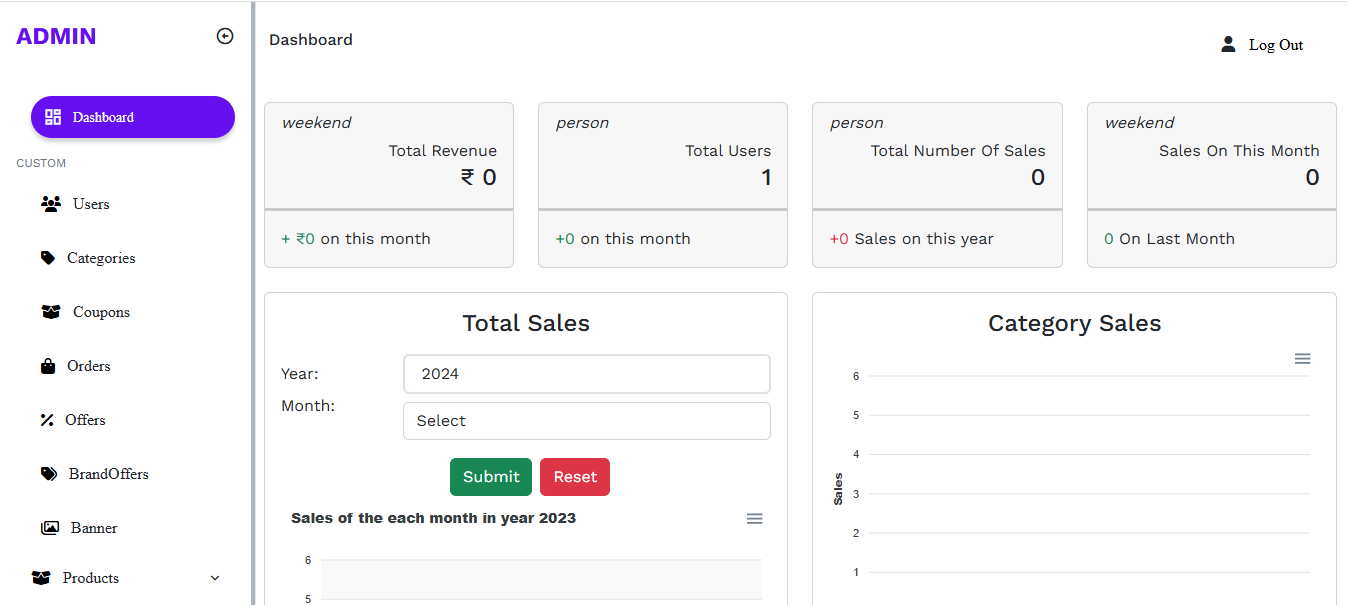 ADMIN
Dashboard
CUSTOM
Users
Categories
Coupons
Orders
Offers
BrandOffers
Banner
Products
Dashboard
Log Out
weekend
Total Revenue
₹ 0
+ ₹0 on this month
person
Total Users
1
+0 on this month
person
Total Number Of Sales
0
+0 Sales on this year
weekend
Sales On This Month
0
0 On Last Month
Total Sales
Year:
2024
Month:
Select
Submit Reset
Sales of the each month in year 2023
6
5
Category Sales
Sales
6
5
4
3
2
1